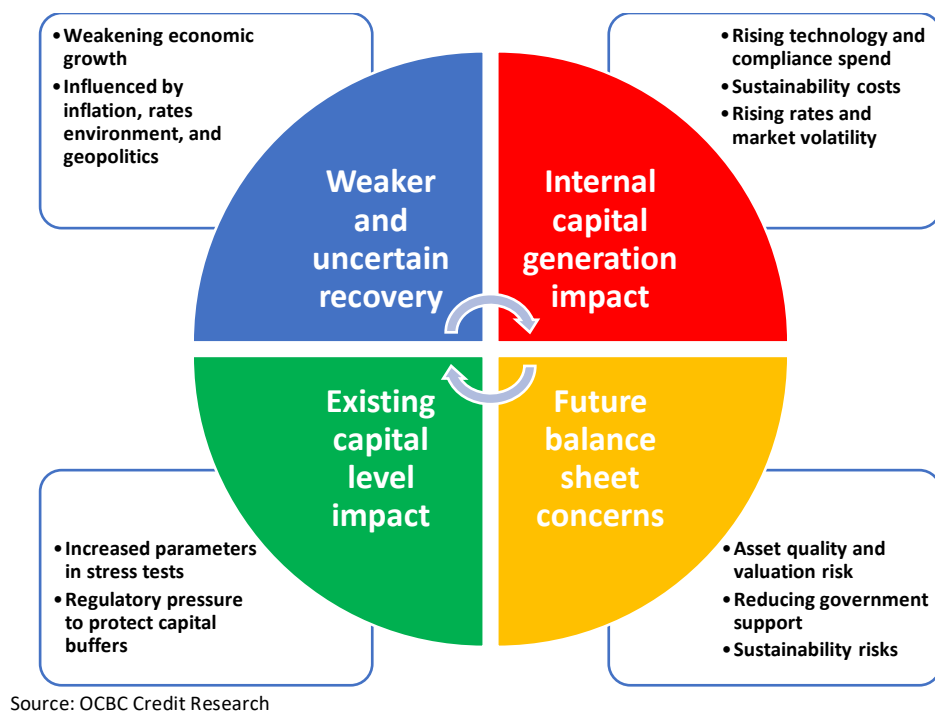 •Weakening economic
growth
•Influenced by
inflation, rates
environment, and
geopolitics
•Rising technology and
compliance spend
•Sustainability costs
•Rising rates and
market volatility
Weaker
and
uncertain
recovery
Internal
capital
generation
impact
Existing
capital
level
impact
Future
balance
sheet
concerns
•Increased parameters
in stress tests
•Regulatory pressure
to protect capital
buffers
•Asset quality and
valuation risk
•Reducing government
support
•Sustainability risks
Source: OCBC Credit Research